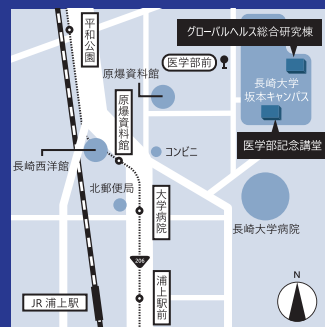 グローバルヘルス総合研究棟
平和公園
医学部前
原爆資料館
長崎大学
坂本キャンパス
原爆資料館
医学部記念講堂
コンビニ
長崎西洋館
北郵便局
大学病院
長崎大学病院
206
浦上駅前
JR 浦上駅
N